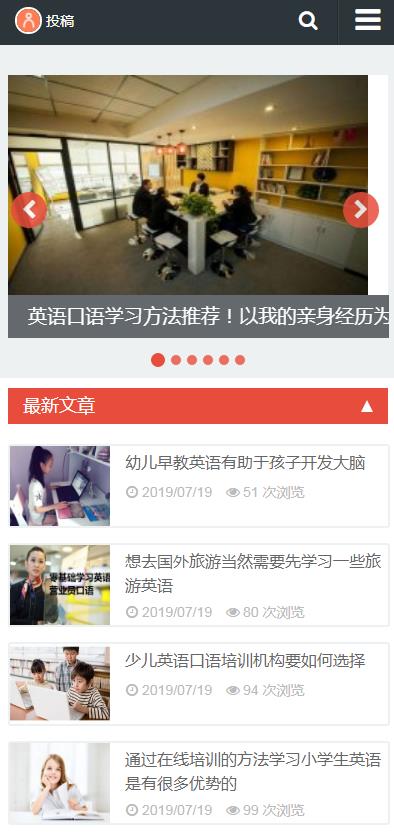 投稿
英语口语学习方法推荐！以我的亲身经历为
最新文章
幼儿早教英语有助于孩子开发大脑
2019/07/19 51 次浏览
想去国外旅游当然需要先学习一些旅
游英语
零基础学习英语
营业员口语
2019/07/19 80 次浏览
少儿英语口语培训机构要如何选择
2019/07/19 94 次浏览
通过在线培训的方法学习小学生英语
是有很多优势的
2019/07/19 99 次浏览